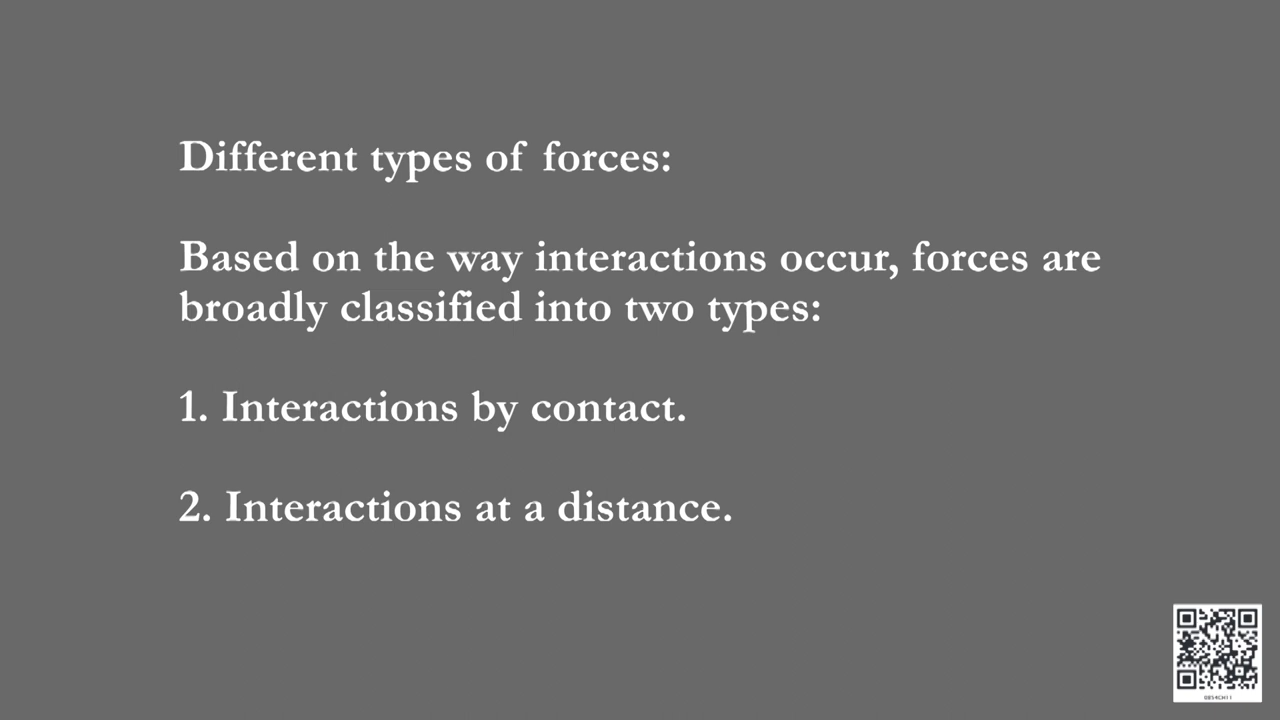 Different types of forces:
Based on the way interactions occur, forces are
broadly classified into two types:
1. Interactions by contact.
2. Interactions at a distance.